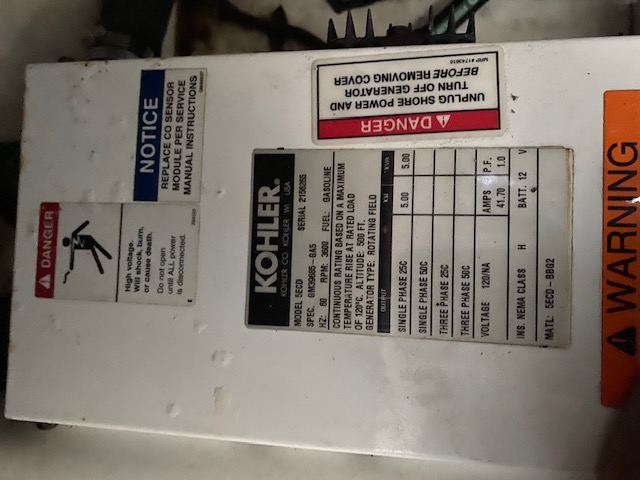 NOTICE
REPLACE CO SENSOR
MODULE PER SERVICE
MANUAL INSTRUCTIONS
DANGER
High voltage.
Will shock, burn,
or cause death.
Do not open
until ALL power
is disconnected.
DANGER
UNPLUG SHORE POWER AND
TURN OFF GENERATOR
BEFORE REMOVING COVER
KOHLER®
KOHLER CO. KOHLER WI. USA
MODEL 5ECD SERIAL 2196265
SPEC. GM39665-GA5
HZ: 60 RPM: 3600 FUEL: GASOLINE
CONTINUOUS RATING BASED ON A MAXIMUM
TEMPERATURE RISE AT RATED LOAD
OF 120°C. ALTITUDE: 500 FT.
GENERATOR TYPE: ROTATING FIELD
OUTPUT KW KVA
SINGLE PHASE 25C 5.00 5.00
SINGLE PHASE 50C
THREE PHASE 25C
THREE PHASE 50C
VOLTAGE 120/NA AMPS 41.70 P.F. 1.0
INS. NEMA CLASS H BATT. 12 V
MATL: 5ECD-BBG2
WARNING